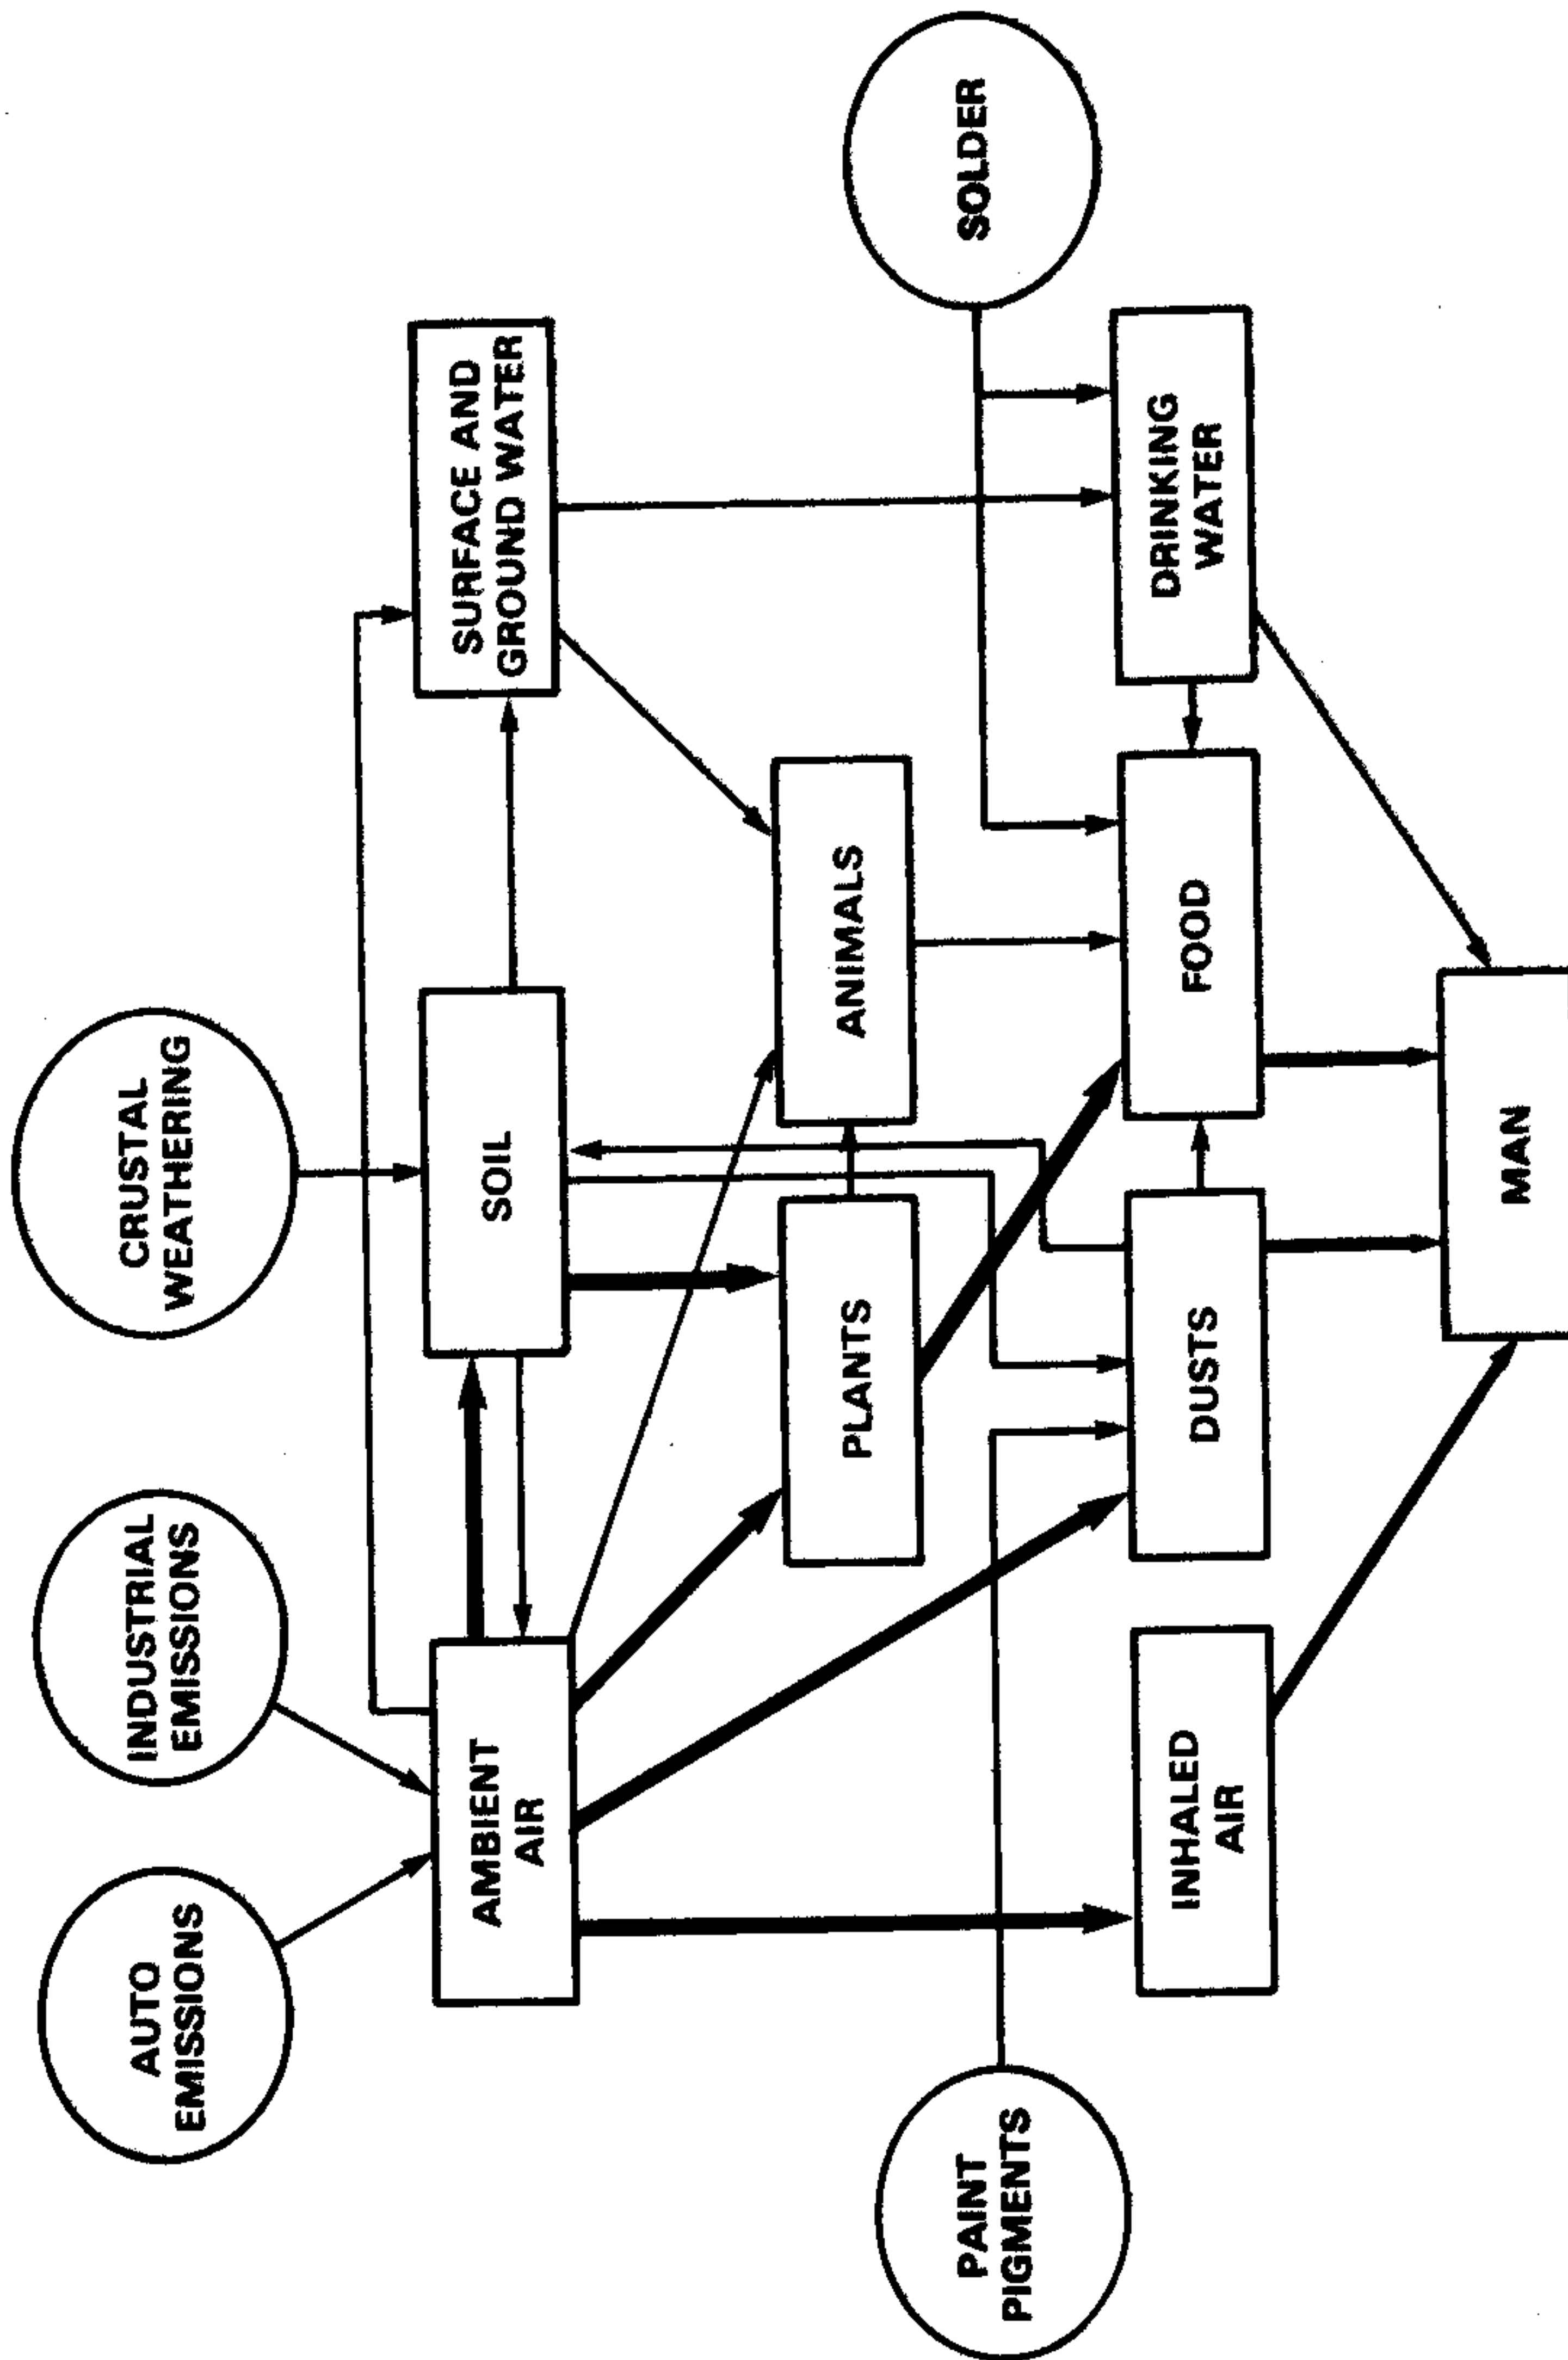 AUTO
EMISSIONS
INDUSTRIAL
EMISSIONS
CRUSTAL
WEATHERING
AMBIENT
AIR
SOIL
SURFACE AND
GROUND WATER
PLANTS
ANIMALS
PAINT
PIGMENTS
SOLDER
INHALED
AIR
DUSTS
FOOD
DRINKING
WATER
MAN